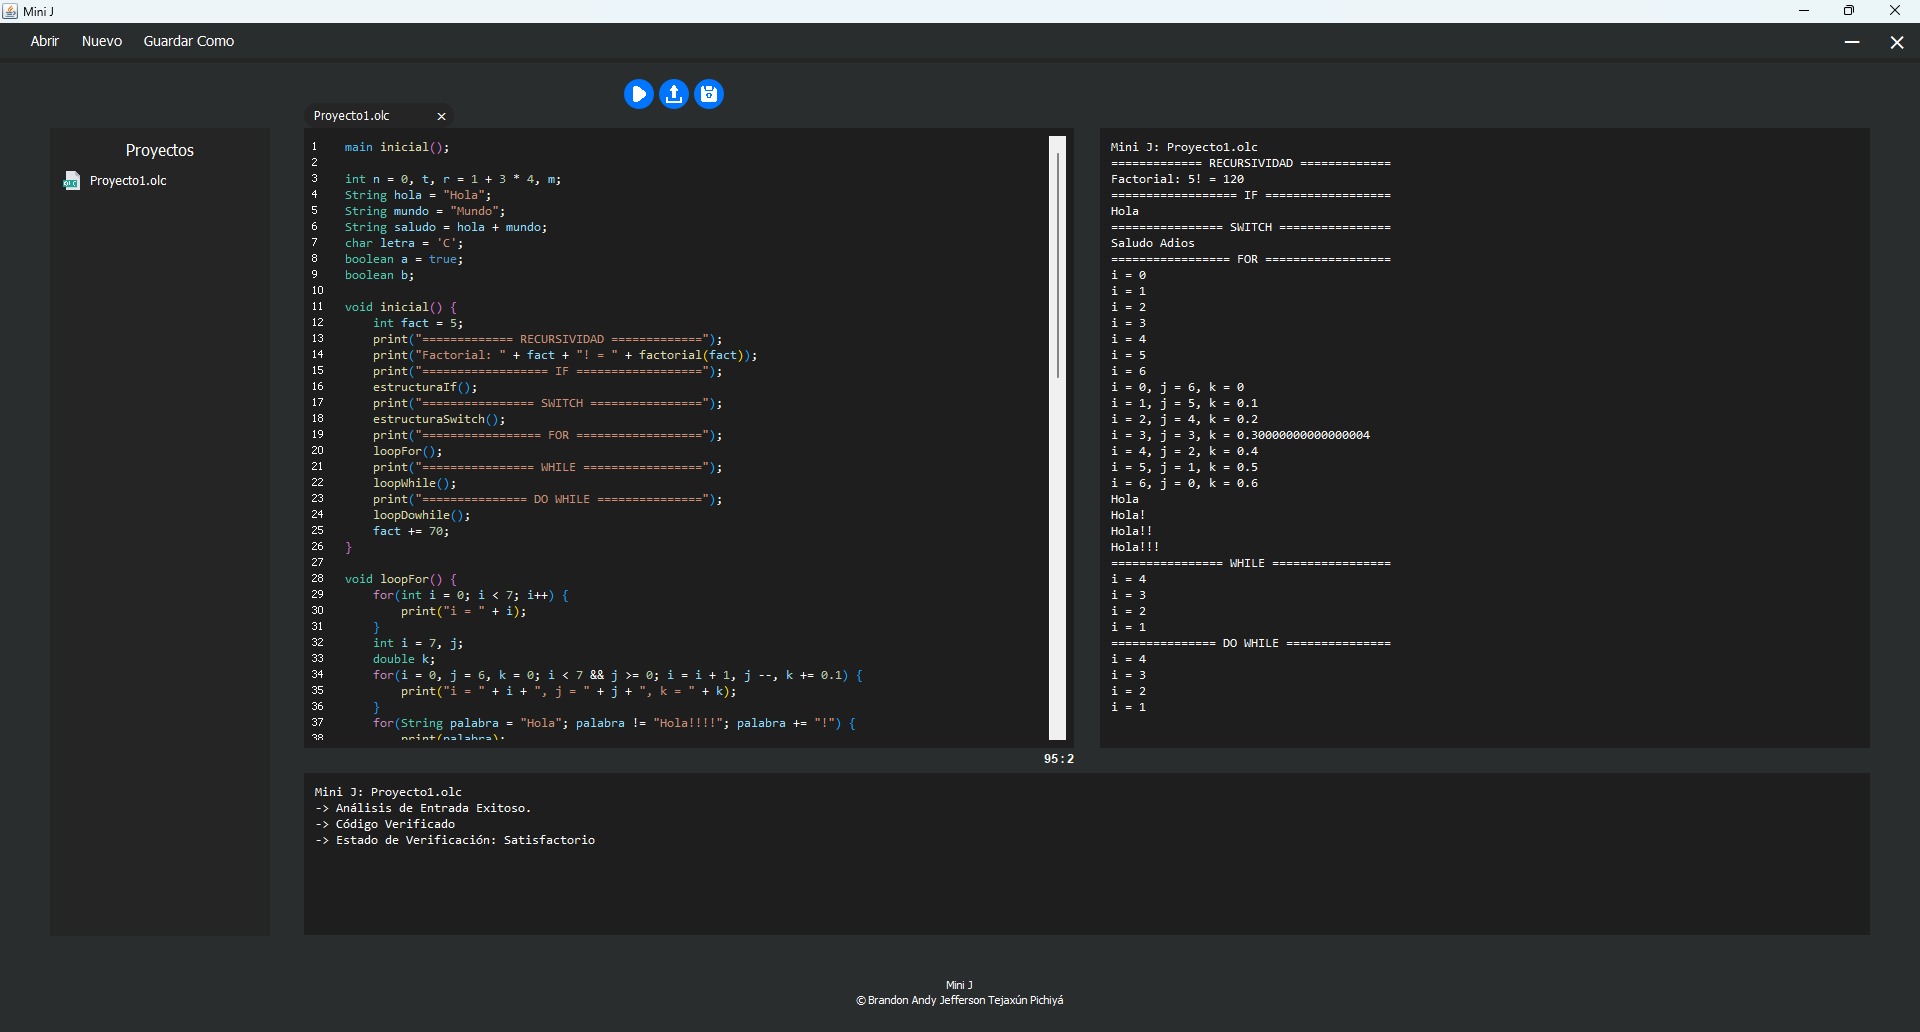 Mini J
Abrir Nuevo Guardar Como
Proyecto1.olc
Proyectos
Proyecto1.olc
1 main inicial();
2
3 int n = 0, t, r = 1 + 3 * 4, m;
4 String hola = "Hola";
5 String mundo = "Mundo";
6 String saludo = hola + mundo;
7 char letra = 'C';
8 boolean a = true;
9 boolean b;
10
11 void inicial() {
12 int fact = 5;
13 print("============= RECURSIVIDAD =============");
14 print("Factorial: " + fact + "! = " + factorial(fact));
15 print("================== IF ==================");
16 estructuraIf();
17 print("================ SWITCH ================");
18 estructuraSwitch();
19 print("================= FOR ==================");
20 loopFor();
21 print("================ WHILE =================");
22 loopWhile();
23 print("=============== DO WHILE ===============");
24 loopDowhile();
25 fact += 70;
26 }
27
28 void loopFor() {
29 for(int i = 0; i < 7; i++) {
30 print("i = " + i);
31 }
32 int i = 7, j;
33 double k;
34 for(i = 0, j = 6, k = 0; i < 7 && j >= 0; i = i + 1, j --, k += 0.1) {
35 print("i = " + i + ", j = " + j + ", k = " + k);
36 }
37 for(String palabra = "Hola"; palabra != "Hola!!!!"; palabra += "!") {
38 print(palabra);
95:2
Mini J: Proyecto1.olc
============= RECURSIVIDAD =============
Factorial: 5! = 120
================== IF ==================
Hola
================ SWITCH ================
Saludo Adios
================= FOR ==================
i = 0
i = 1
i = 2
i = 3
i = 4
i = 5
i = 6
i = 0, j = 6, k = 0
i = 1, j = 5, k = 0.1
i = 2, j = 4, k = 0.2
i = 3, j = 3, k = 0.30000000000000004
i = 4, j = 2, k = 0.4
i = 5, j = 1, k = 0.5
i = 6, j = 0, k = 0.6
Hola
Hola!
Hola!!
Hola!!!
================ WHILE =================
i = 4
i = 3
i = 2
i = 1
=============== DO WHILE ===============
i = 4
i = 3
i = 2
i = 1
Mini J: Proyecto1.olc
-> Análisis de Entrada Exitoso.
-> Código Verificado
-> Estado de Verificación: Satisfactorio
Mini J
© Brandon Andy Jefferson Tejaxún Pichiyá